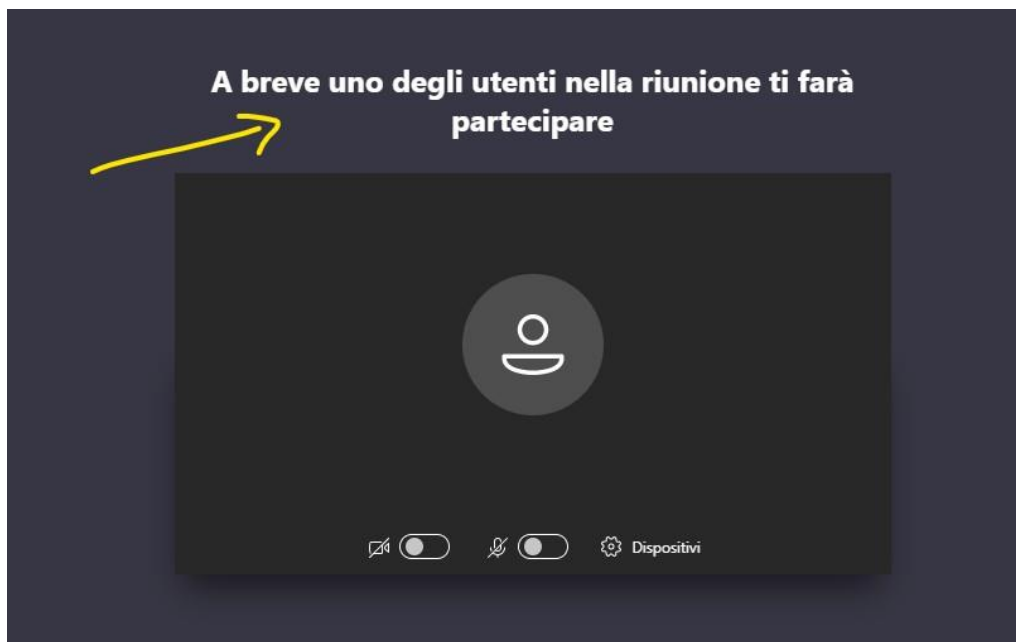 A breve uno degli utenti nella riunione ti farà
partecipare
Dispositivi